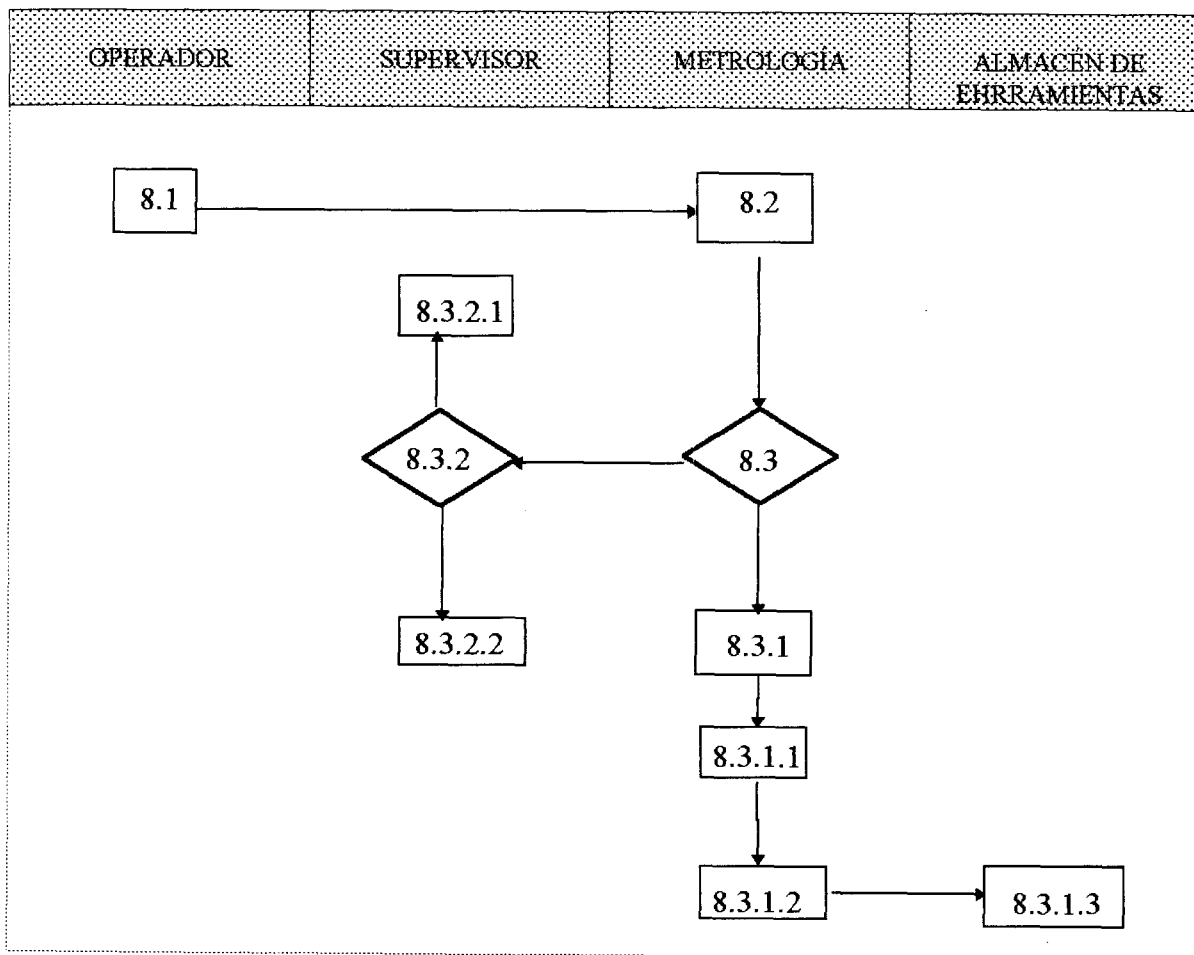 OPERADOR
SUPERVISOR
METROLOGÍA
ALMACÉN DE
EHRRAMIENTAS
8.1
8.2
8.3.2.1
8.3.2
8.3
8.3.2.2
8.3.1
8.3.1.1
8.3.1.2
8.3.1.3